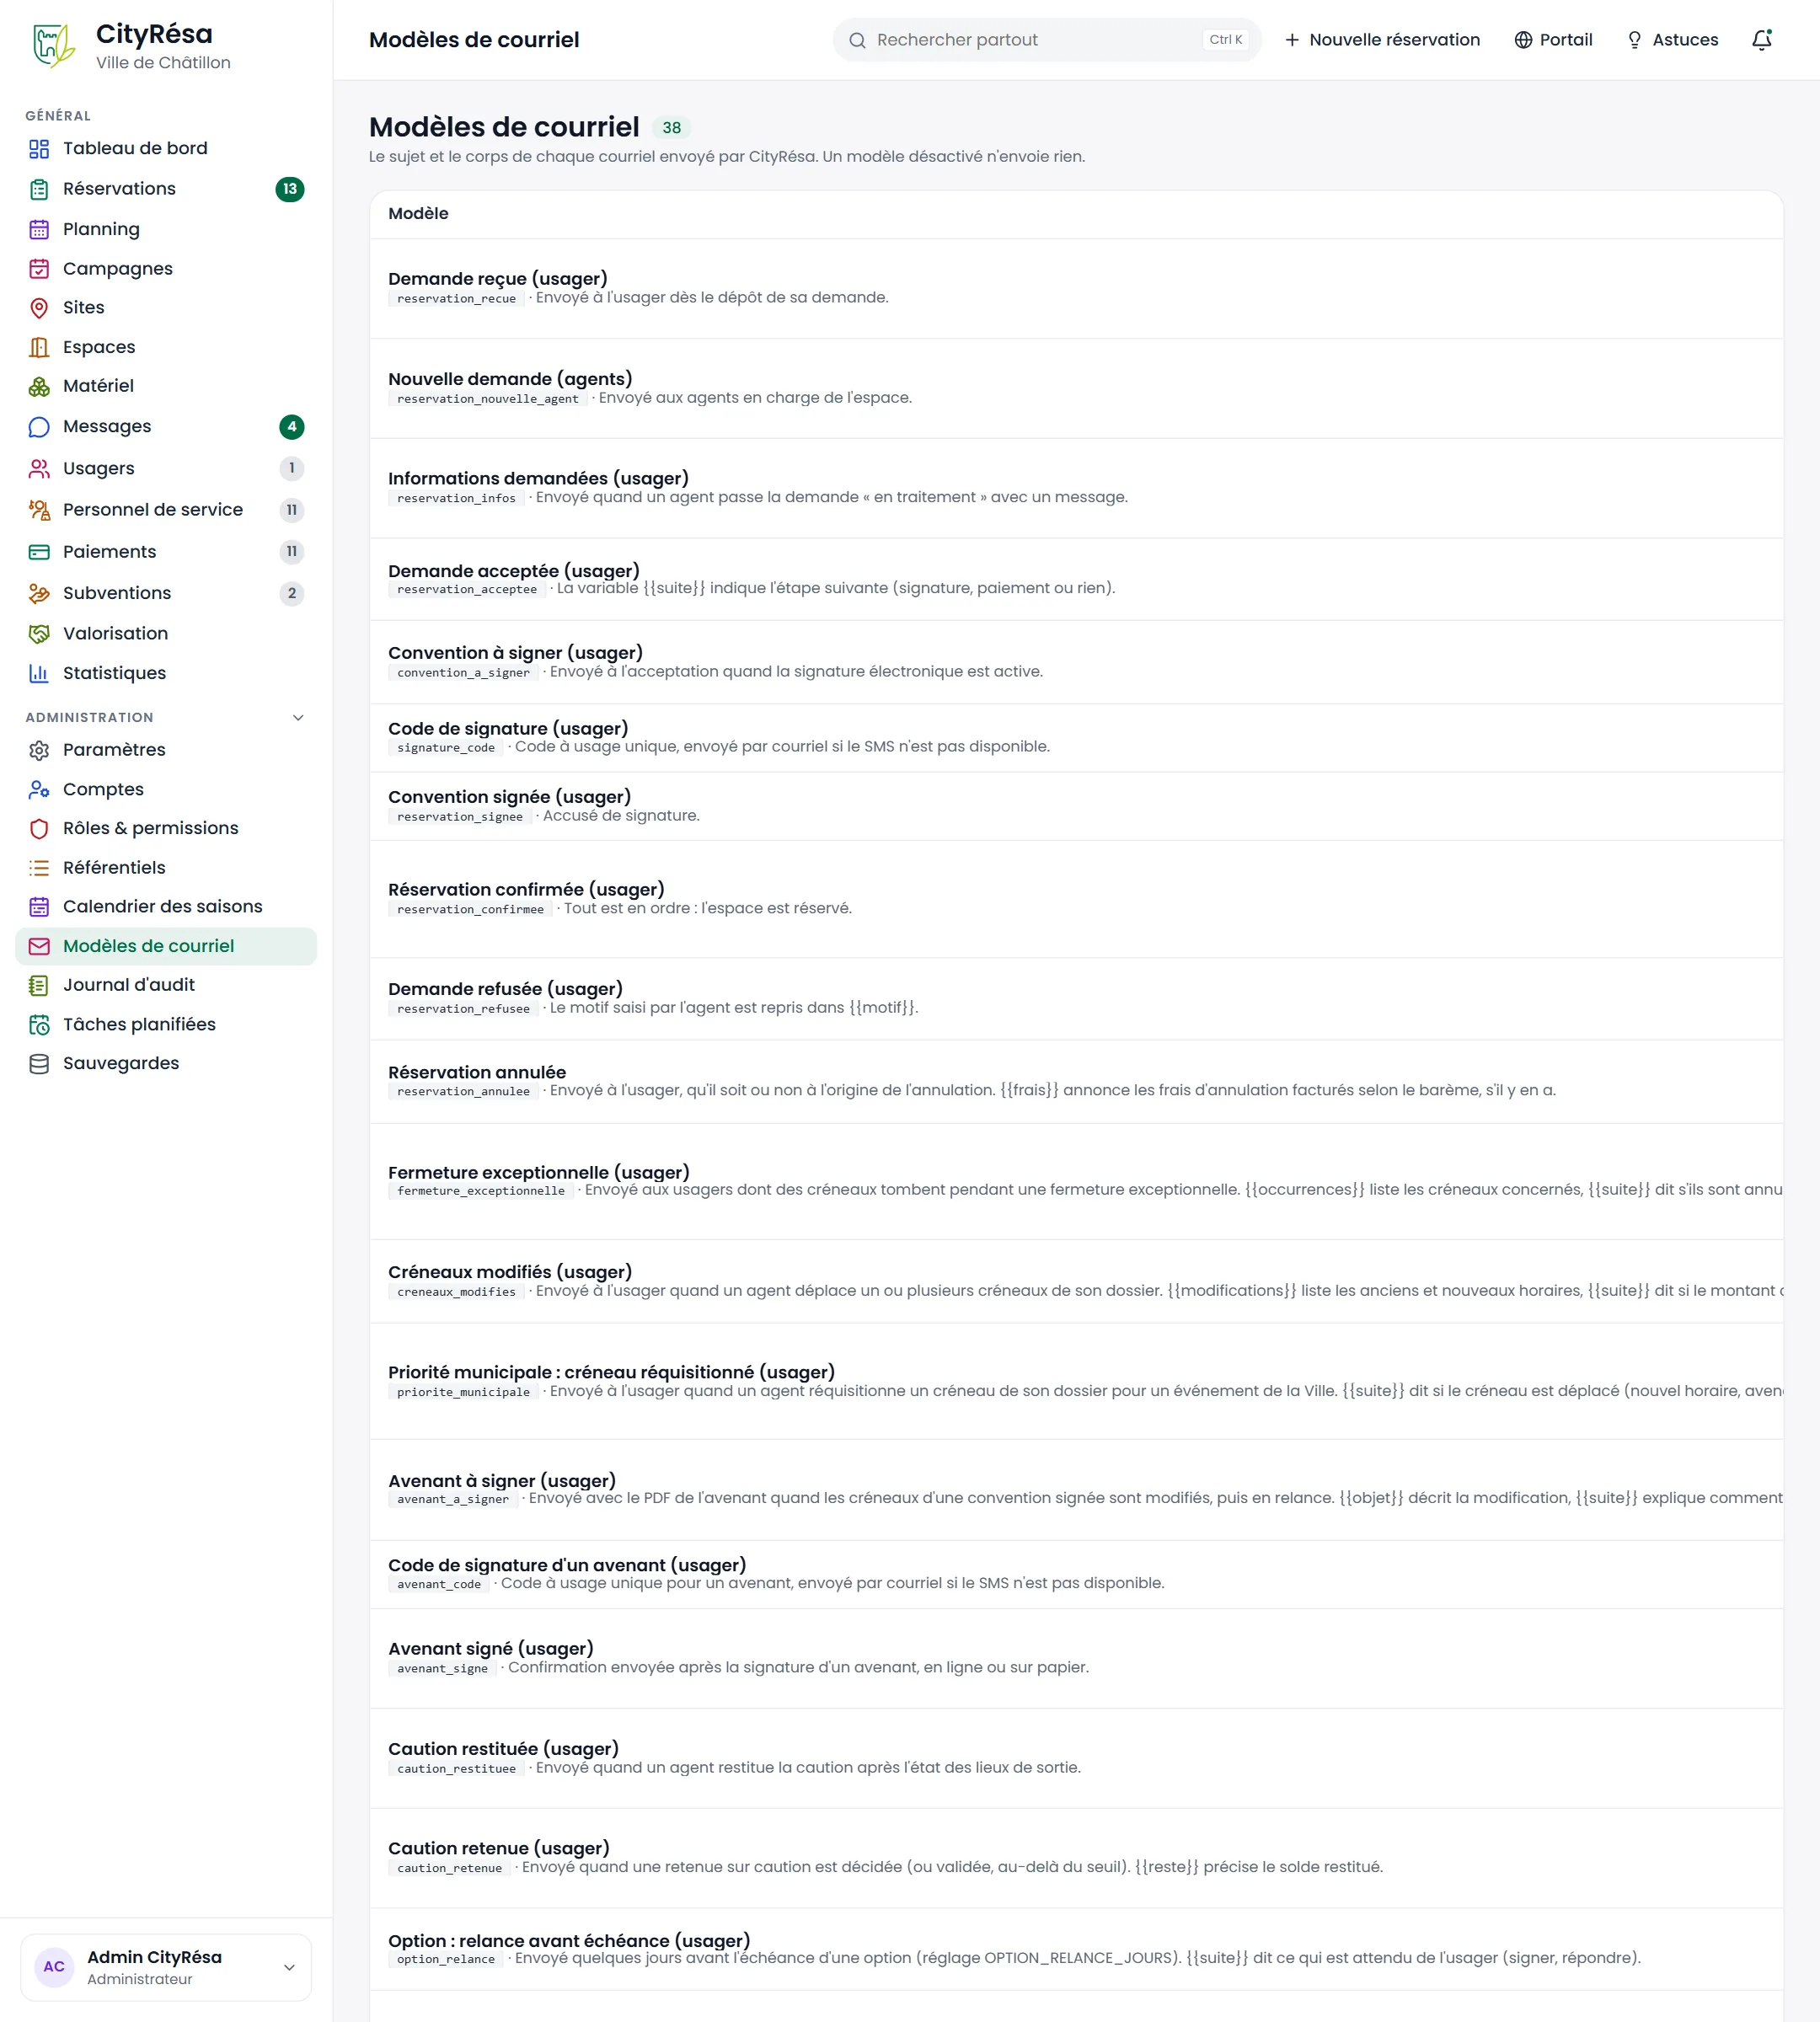 CityRésa
Ville de Châtillon
GÉNÉRAL
Tableau de bord
Réservations 13
Planning
Campagnes
Sites
Espaces
Matériel
Messages 4
Usagers 1
Personnel de service 11
Paiements 11
Subventions 2
Valorisation
Statistiques
ADMINISTRATION
Paramètres
Comptes
Rôles & permissions
Référentiels
Calendrier des saisons
Modèles de courriel
Journal d'audit
Tâches planifiées
Sauvegardes
AC
Admin CityRésa
Administrateur
Modèles de courriel
Rechercher partout Ctrl K
Nouvelle réservation
Portail
Astuces
Modèles de courriel 38
Le sujet et le corps de chaque courriel envoyé par CityRésa. Un modèle désactivé n'envoie rien.
Modèle
Demande reçue (usager)
reservation_recue · Envoyé à l'usager dès le dépôt de sa demande.
Nouvelle demande (agents)
reservation_nouvelle_agent · Envoyé aux agents en charge de l'espace.
Informations demandées (usager)
reservation_infos · Envoyé quand un agent passe la demande « en traitement » avec un message.
Demande acceptée (usager)
reservation_acceptee · La variable {{suite}} indique l'étape suivante (signature, paiement ou rien).
Convention à signer (usager)
convention_a_signer · Envoyé à l'acceptation quand la signature électronique est active.
Code de signature (usager)
signature_code · Code à usage unique, envoyé par courriel si le SMS n'est pas disponible.
Convention signée (usager)
reservation_signee · Accusé de signature.
Réservation confirmée (usager)
reservation_confirmee · Tout est en ordre : l'espace est réservé.
Demande refusée (usager)
reservation_refusee · Le motif saisi par l'agent est repris dans {{motif}}.
Réservation annulée
reservation_annulee · Envoyé à l'usager, qu'il soit ou non à l'origine de l'annulation. {{frais}} annonce les frais d'annulation facturés selon le barème, s'il y en a.
Fermeture exceptionnelle (usager)
fermeture_exceptionnelle · Envoyé aux usagers dont des créneaux tombent pendant une fermeture exceptionnelle. {{occurrences}} liste les créneaux concernés, {{suite}} dit s'ils sont annu
Créneaux modifiés (usager)
creneaux_modifies · Envoyé à l'usager quand un agent déplace un ou plusieurs créneaux de son dossier. {{modifications}} liste les anciens et nouveaux horaires, {{suite}} dit si le montant
Priorité municipale : créneau réquisitionné (usager)
priorite_municipale · Envoyé à l'usager quand un agent réquisitionne un créneau de son dossier pour un événement de la Ville. {{suite}} dit si le créneau est déplacé (nouvel horaire, aven
Avenant à signer (usager)
avenant_a_signer · Envoyé avec le PDF de l'avenant quand les créneaux d'une convention signée sont modifiés, puis en relance. {{objet}} décrit la modification, {{suite}} explique comment
Code de signature d'un avenant (usager)
avenant_code · Code à usage unique pour un avenant, envoyé par courriel si le SMS n'est pas disponible.
Avenant signé (usager)
avenant_signe · Confirmation envoyée après la signature d'un avenant, en ligne ou sur papier.
Caution restituée (usager)
caution_restituee · Envoyé quand un agent restitue la caution après l'état des lieux de sortie.
Caution retenue (usager)
caution_retenue · Envoyé quand une retenue sur caution est décidée (ou validée, au-delà du seuil). {{reste}} précise le solde restitué.
Option : relance avant échéance (usager)
option_relance · Envoyé quelques jours avant l'échéance d'une option (réglage OPTION_RELANCE_JOURS). {{suite}} dit ce qui est attendu de l'usager (signer, répondre).